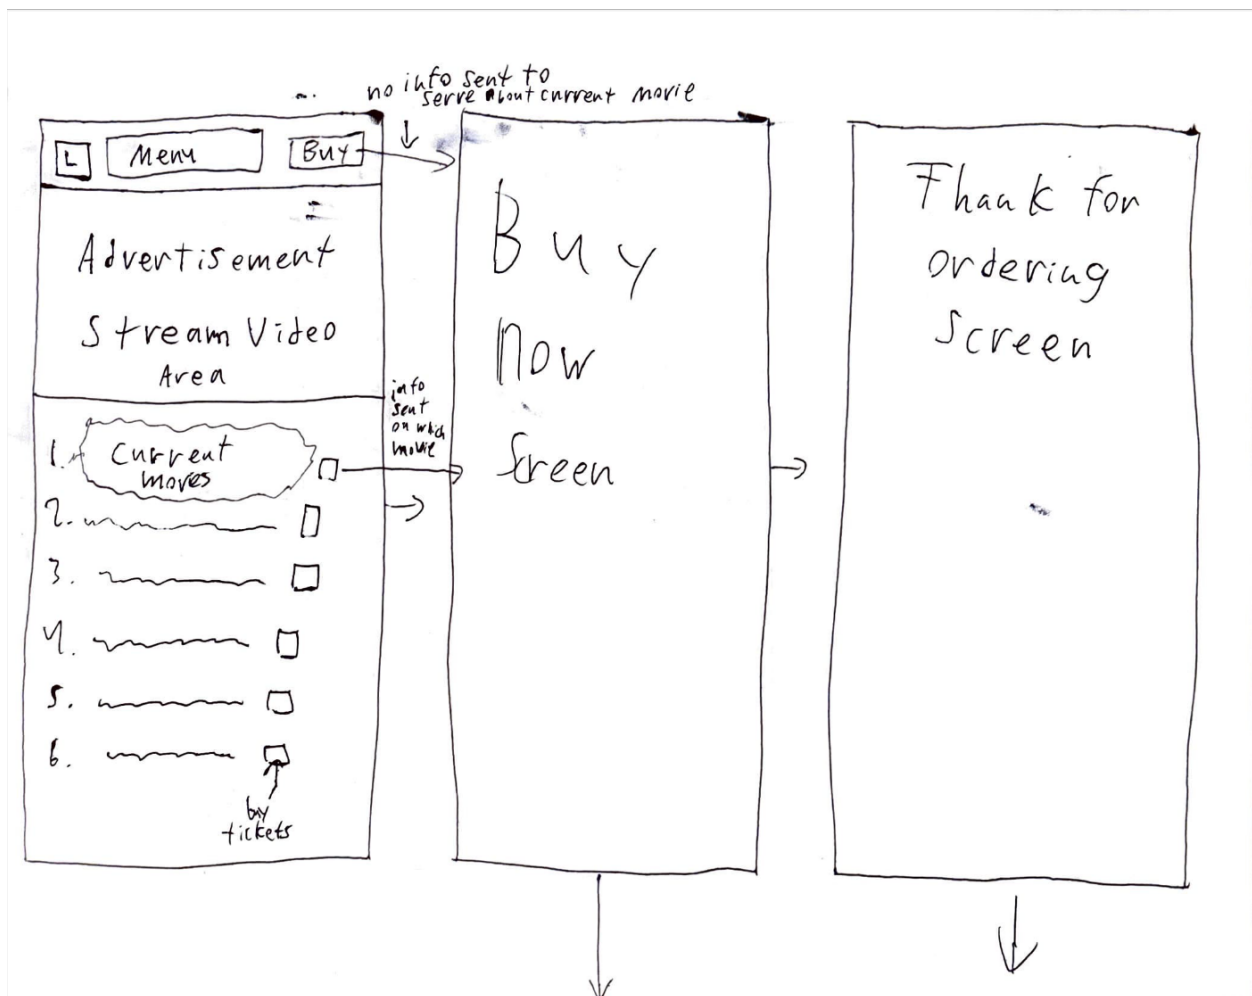 no info sent to
serve about current movie
L
Menu
Buy
Advertisement
Stream Video
Area
info
sent
on which
movie
1. Current
moves
2.
3.
4.
5.
6.
buy
tickets
Buy
Now
Screen
Thank for
ordering
Screen